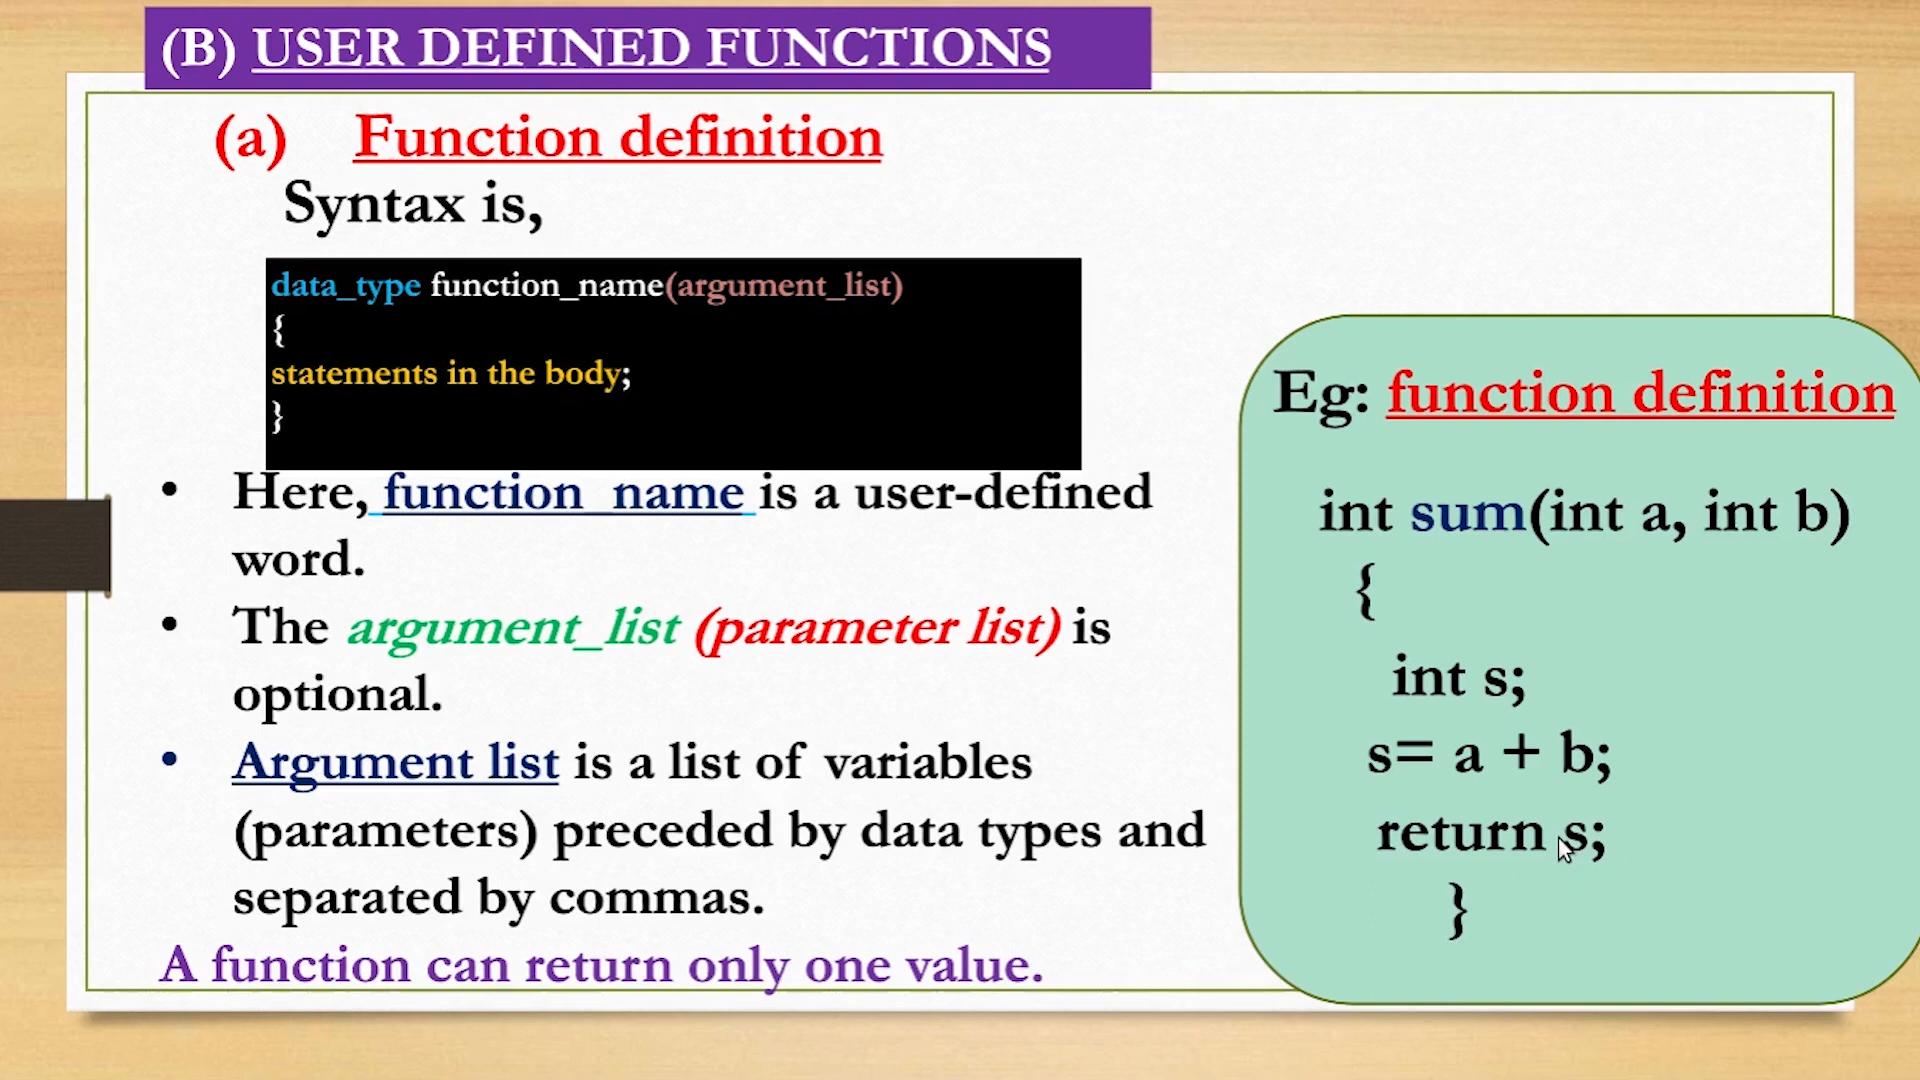 (B) USER DEFINED FUNCTIONS
(a) Function definition
Syntax is,
data_type function_name(argument_list)
{
statements in the body;
}
• Here, function_name is a user-defined
word.
• The argument_list (parameter list) is
optional.
• Argument list is a list of variables
(parameters) preceded by data types and
separated by commas.
A function can return only one value.
Eg: function definition
int sum(int a, int b)
{
int s;
s= a + b;
return s;
}